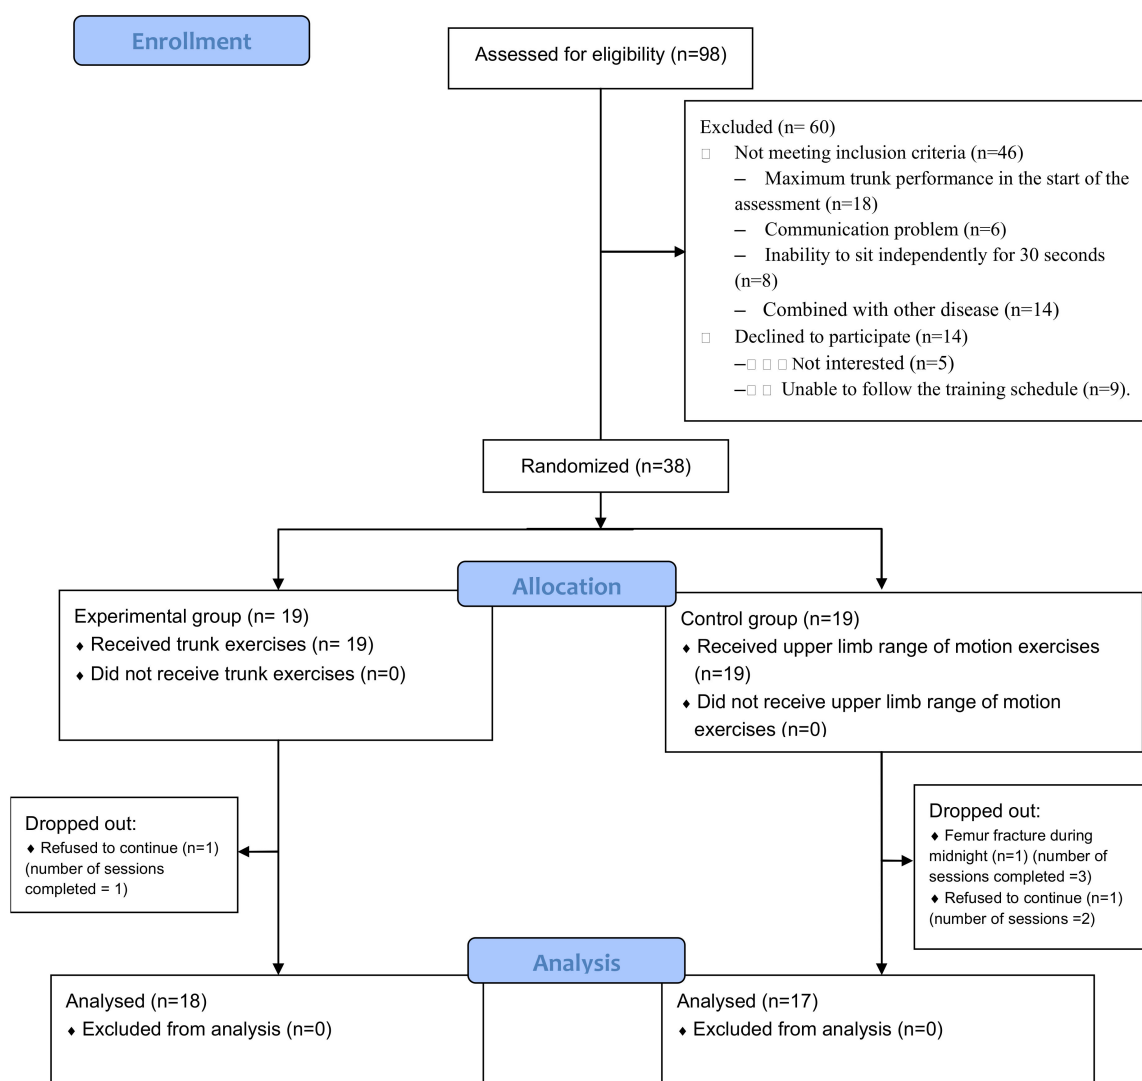 Enrollment
Assessed for eligibility (n=98)
Excluded (n= 60)
Not meeting inclusion criteria (n=46)
– Maximum trunk performance in the start of the
assessment (n=18)
– Communication problem (n=6)
– Inability to sit independently for 30 seconds
(n=8)
– Combined with other disease (n=14)
Declined to participate (n=14)
– Not interested (n=5)
– Unable to follow the training schedule (n=9).
Randomized (n=38)
Allocation
Experimental group (n= 19)
♦ Received trunk exercises (n= 19)
♦ Did not receive trunk exercises (n=0)
Control group (n=19)
♦ Received upper limb range of motion exercises
(n=19)
♦ Did not receive upper limb range of motion
exercises (n=0)
Dropped out:
♦ Refused to continue (n=1)
(number of sessions
completed = 1)
Dropped out:
♦ Femur fracture during
midnight (n=1) (number of
sessions completed =3)
♦ Refused to continue (n=1)
(number of sessions =2)
Analysis
Analysed (n=18)
♦ Excluded from analysis (n=0)
Analysed (n=17)
♦ Excluded from analysis (n=0)